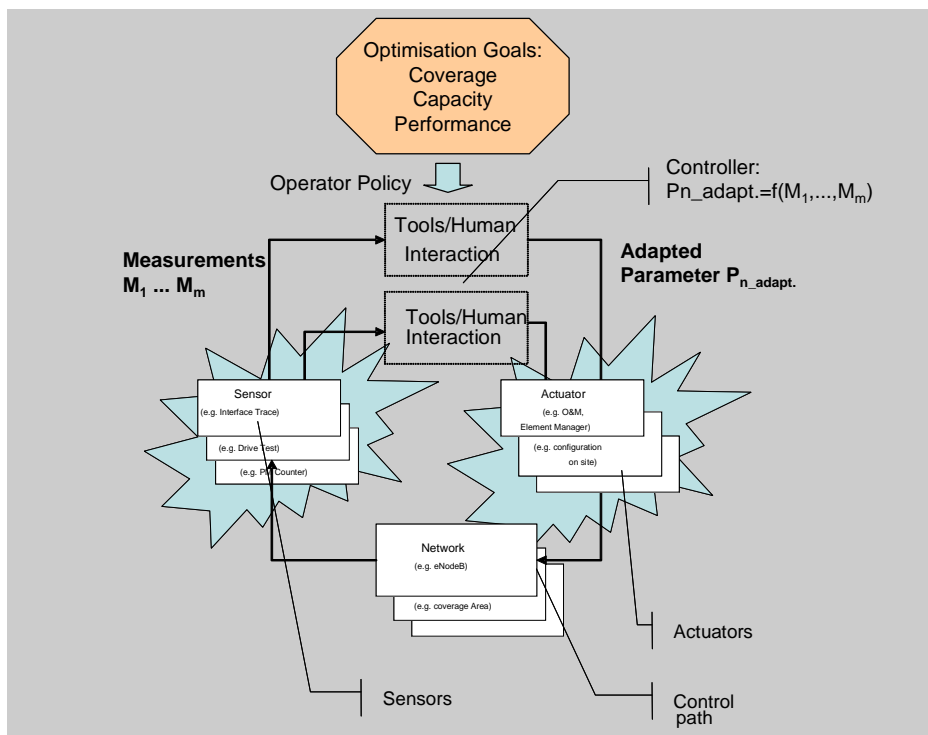 Optimisation Goals:
Coverage
Capacity
Performance
Operator Policy
Controller:
Pn_adapt.=f(M1,...,Mm)
Tools/Human
Interaction
Measurements
M1 ... Mm
Adapted
Parameter Pn_adapt.
Tools/Human
Interaction
Sensor
(e.g. Interface Trace)
(e.g. Drive Test)
(e.g. PM Counter)
Actuator
(e.g. O&M,
Element Manager)
(e.g. configuration
on site)
Network
(e.g. eNodeB)
(e.g. coverage Area)
Actuators
Sensors
Control
path